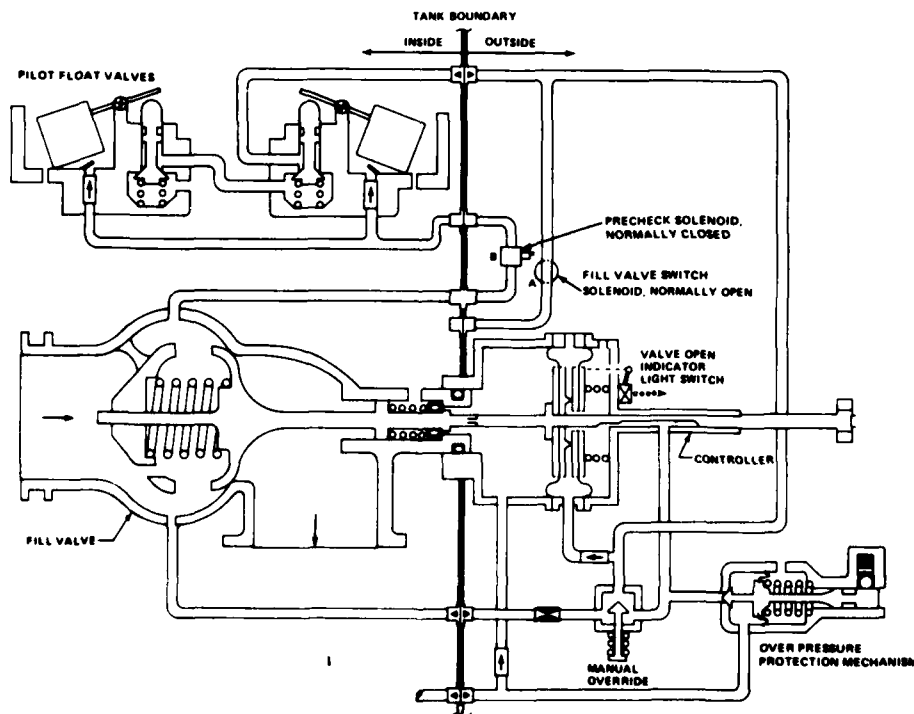 TANK BOUNDARY
INSIDE
OUTSIDE
PILOT FLOAT VALVES
PRECHECK SOLENOID,
NORMALLY CLOSED
B
A
FILL VALVE SWITCH
SOLENOID, NORMALLY OPEN
VALVE OPEN
INDICATOR
LIGHT SWITCH
CONTROLLER
FILL VALVE
OVER PRESSURE
PROTECTION MECHANISM
MANUAL
OVERRIDE